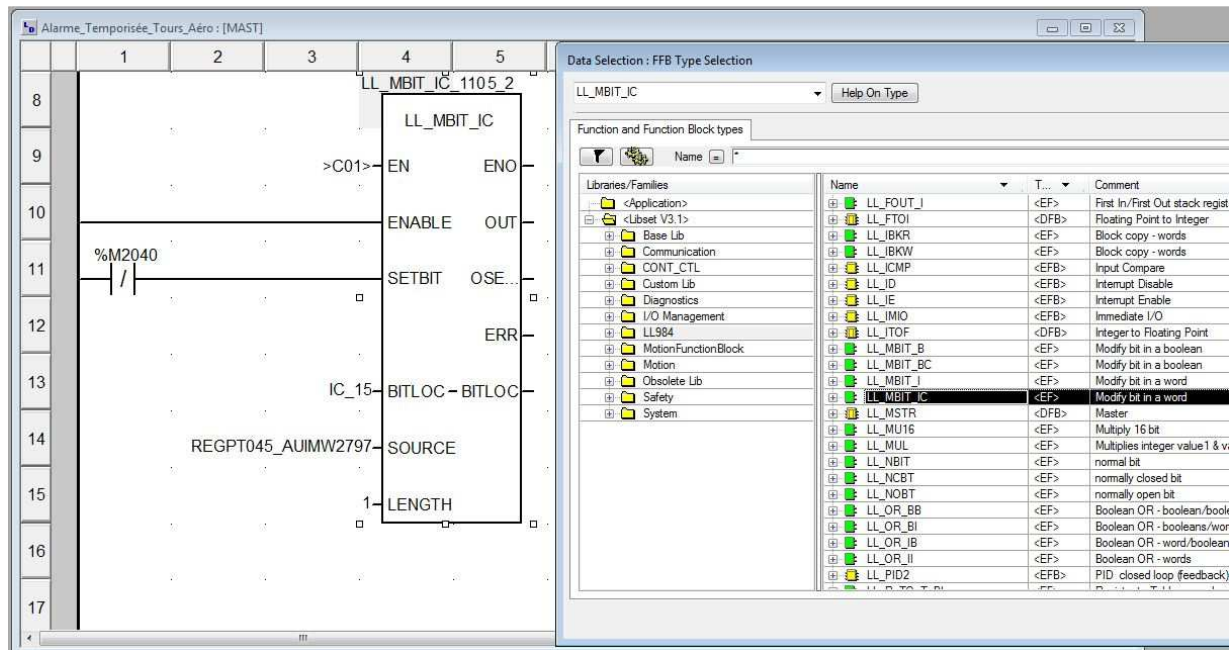 Alarme_Temporisée_Tours_Aéro : [MAST]
1 2 3 4 5
8
9
10
11
12
13
14
15
16
17
LL_MBIT_IC_1105_2
LL_MBIT_IC
>C01> EN ENO
ENABLE OUT
%M2040
SETBIT OSE...
ERR
IC_15 BITLOC BITLOC
REGPT045_AUIMW2797 SOURCE
1 LENGTH
Data Selection : FFB Type Selection
LL_MBIT_IC Help On Type
Function and Function Block types
Name = *
Libraries/Families
<Application>
<Libset V3.1>
Base Lib
Communication
CONT_CTL
Custom Lib
Diagnostics
I/O Management
LL984
MotionFunctionBlock
Motion
Obsolete Lib
Safety
System
Name T... Comment
LL_FOUT_I <EF> First In/First Out stack regist
LL_FTOI <DFB> Floating Point to Integer
LL_IBKR <EF> Block copy - words
LL_IBKW <EF> Block copy - words
LL_ICMP <EFB> Input Compare
LL_ID <EFB> Interrupt Disable
LL_IE <EFB> Interrupt Enable
LL_IMIO <EFB> Immediate I/O
LL_ITOF <DFB> Integer to Floating Point
LL_MBIT_B <EF> Modify bit in a boolean
LL_MBIT_BC <EF> Modify bit in a boolean
LL_MBIT_I <EF> Modify bit in a word
LL_MBIT_IC <EF> Modify bit in a word
LL_MSTR <DFB> Master
LL_MU16 <EF> Multiply 16 bit
LL_MUL <EF> Multiplies integer value1 & va
LL_NBIT <EF> normal bit
LL_NCBT <EF> normally closed bit
LL_NOBT <EF> normally open bit
LL_OR_BB <EF> Boolean OR - boolean/boole
LL_OR_BI <EF> Boolean OR - booleans/wor
LL_OR_IB <EF> Boolean OR - word/boolean
LL_OR_II <EF> Boolean OR - words
LL_PID2 <EFB> PID closed loop (feedback)